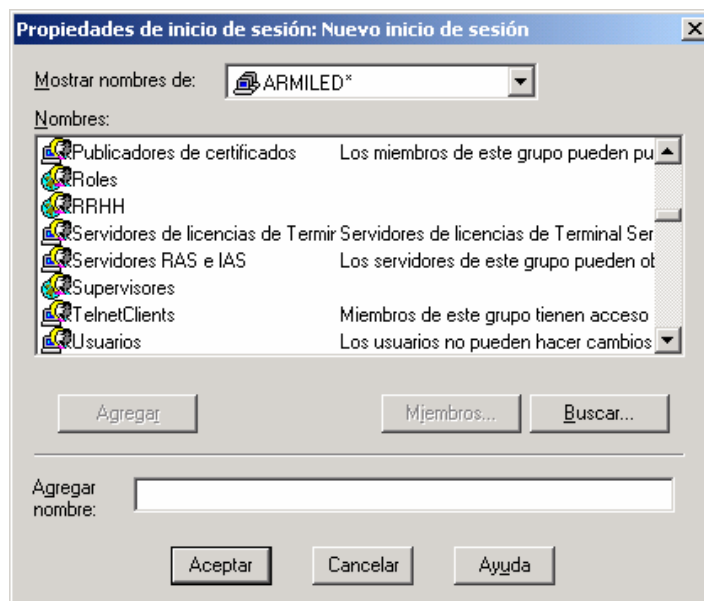 Propiedades de inicio de sesión: Nuevo inicio de sesión
Mostrar nombres de: ARMILED*
Nombres:
Publicadores de certificados Los miembros de este grupo pueden pu
Roles
RRHH
Servidores de licencias de Termir Servidores de licencias de Terminal Ser
Servidores RAS e IAS Los servidores de este grupo pueden ob
Supervisores
TelnetClients Miembros de este grupo tienen acceso
Usuarios Los usuarios no pueden hacer cambios
Agregar Miembros... Buscar...
Agregar
nombre:
Aceptar Cancelar Ayuda